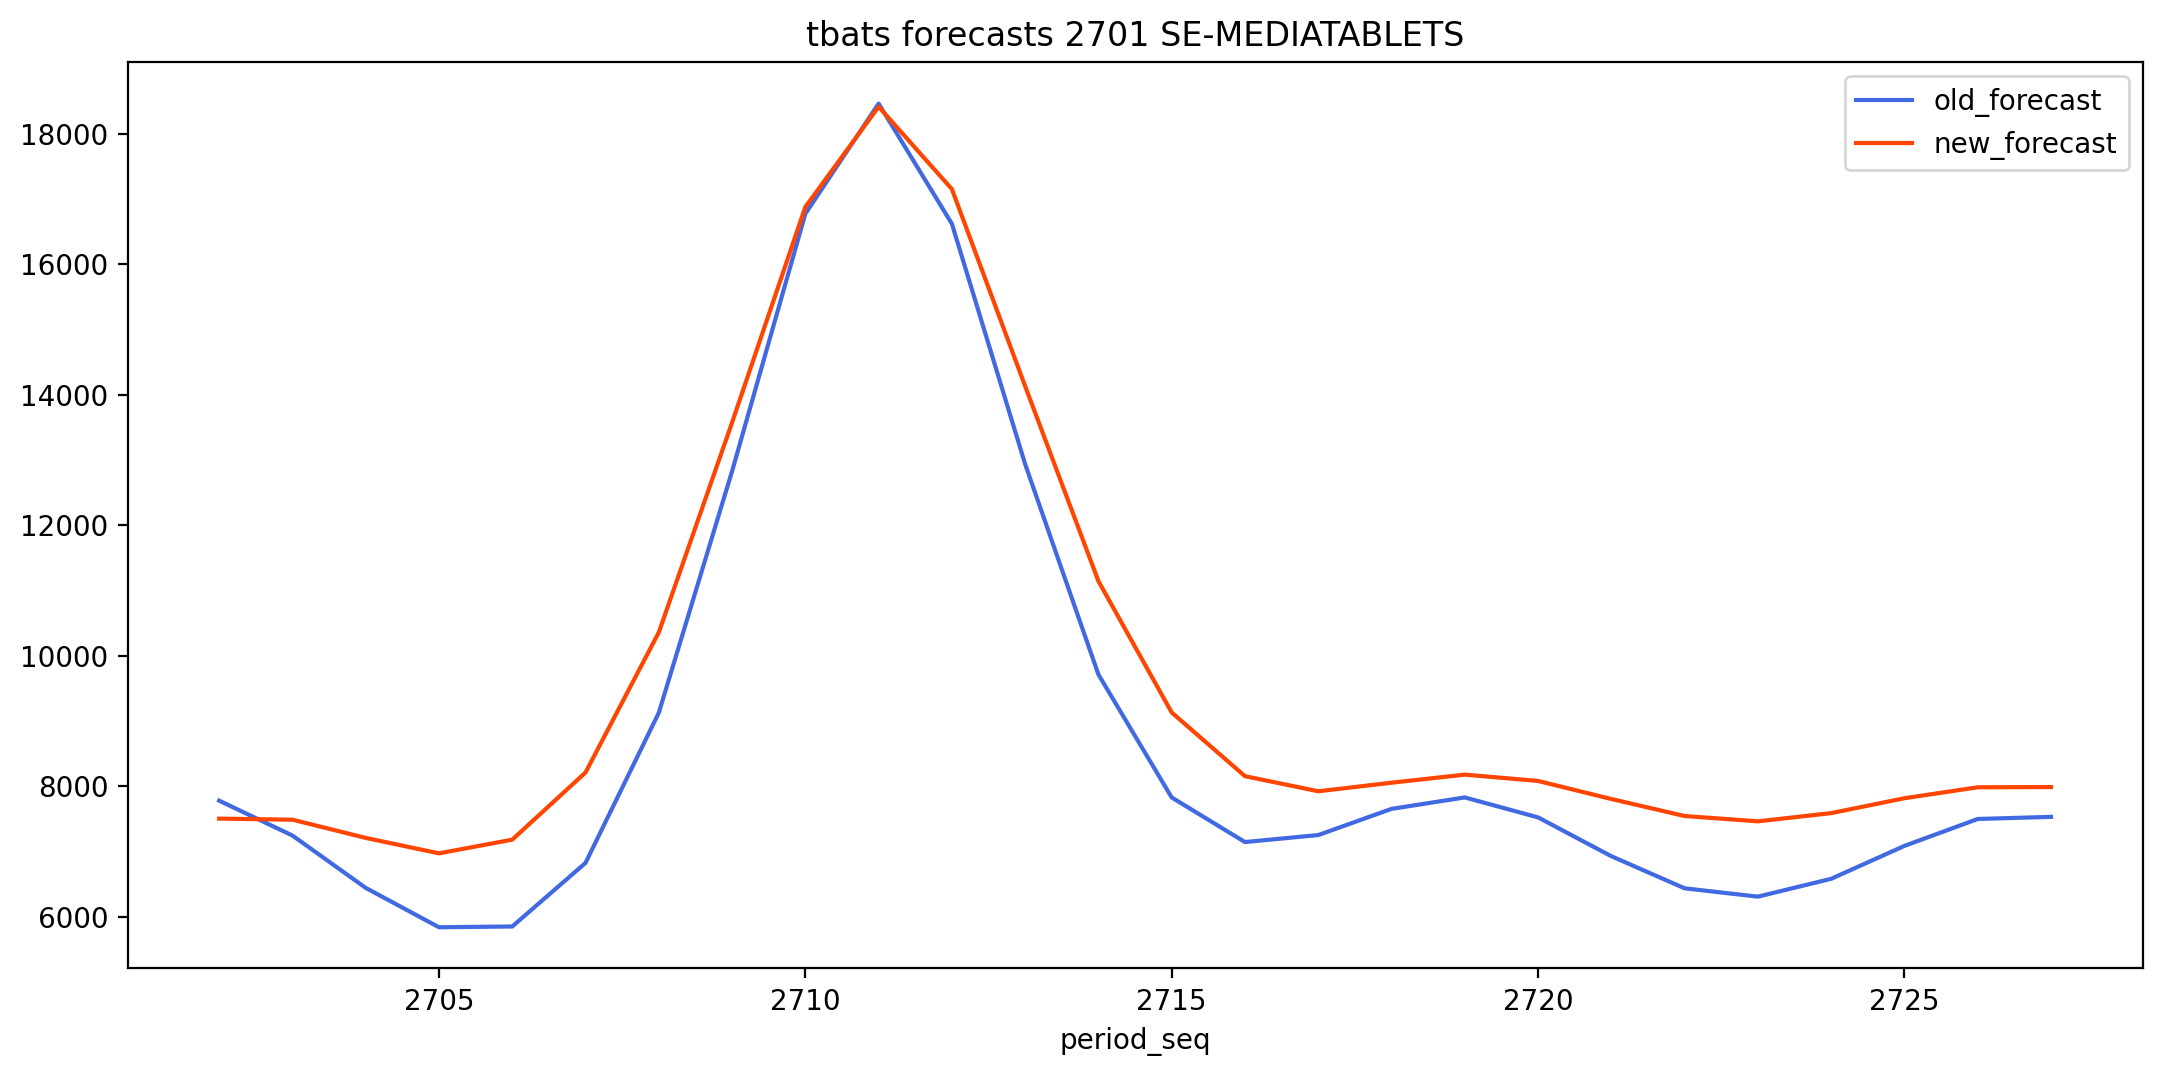 tbats forecasts 2701 SE-MEDIATABLETS
old_forecast
new_forecast
18000
16000
14000
12000
10000
8000
6000
2705 2710 2715 2720 2725
period_seq